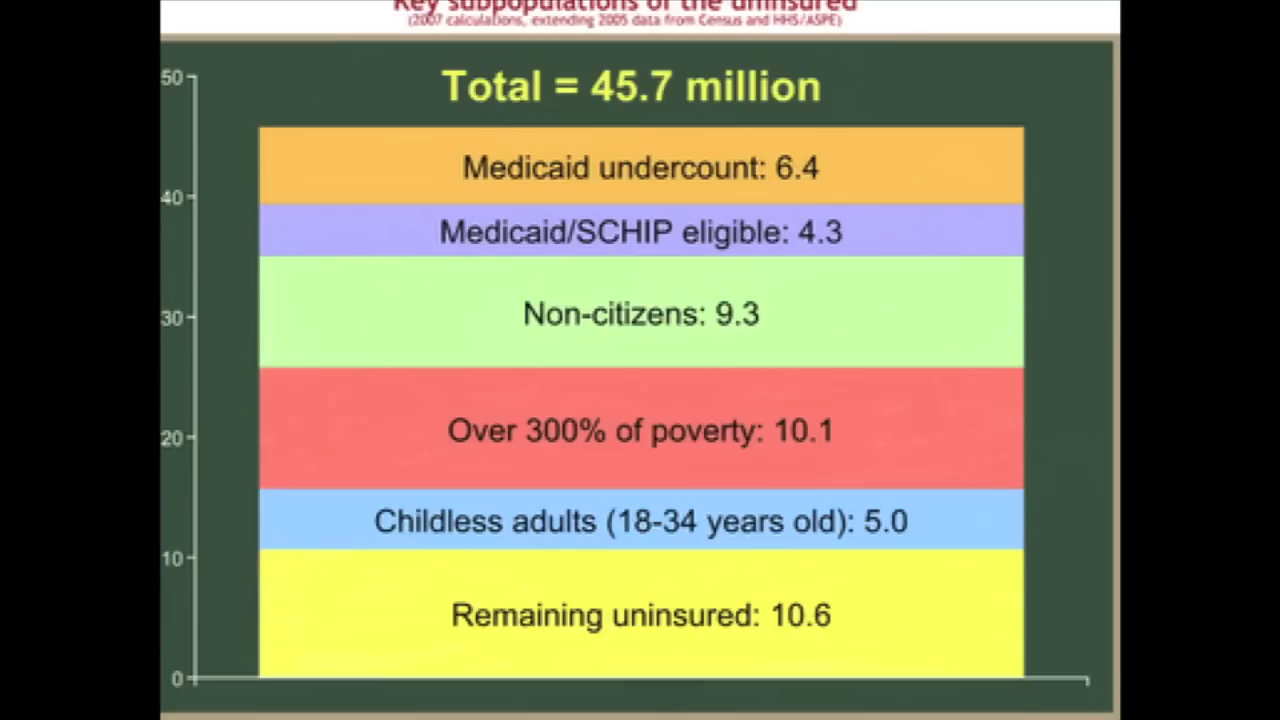 Key subpopulations of the uninsured
(2007 calculations, extending 2005 data from Census and HHS/ASPE)
50
Total = 45.7 million
Medicaid undercount: 6.4
40
Medicaid/SCHIP eligible: 4.3
Non-citizens: 9.3
30
Over 300% of poverty: 10.1
20
Childless adults (18-34 years old): 5.0
10
Remaining uninsured: 10.6
0